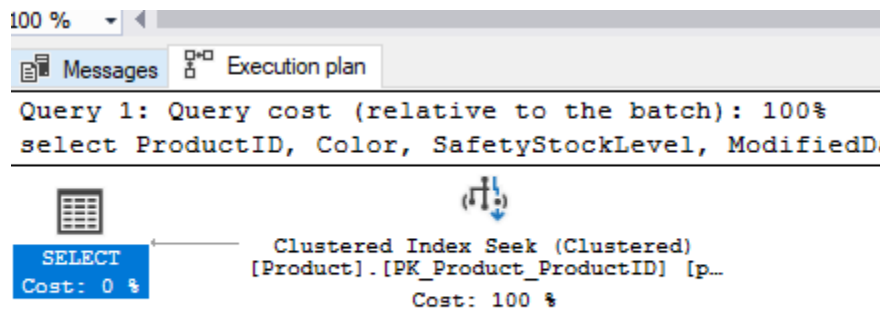 100 %
Messages Execution plan
Query 1: Query cost (relative to the batch): 100%
select ProductID, Color, SafetyStockLevel, ModifiedDa
SELECT
Cost: 0 %
Clustered Index Seek (Clustered)
[Product].[PK_Product_ProductID] [p…
Cost: 100 %